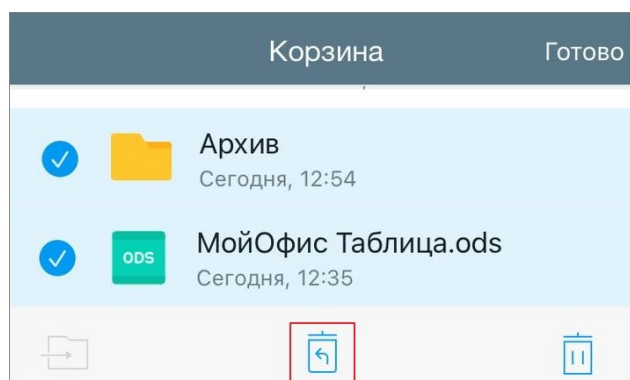 Корзина
Готово
Архив
Сегодня, 12:54
ODS
МойОфис Таблица.ods
Сегодня, 12:35